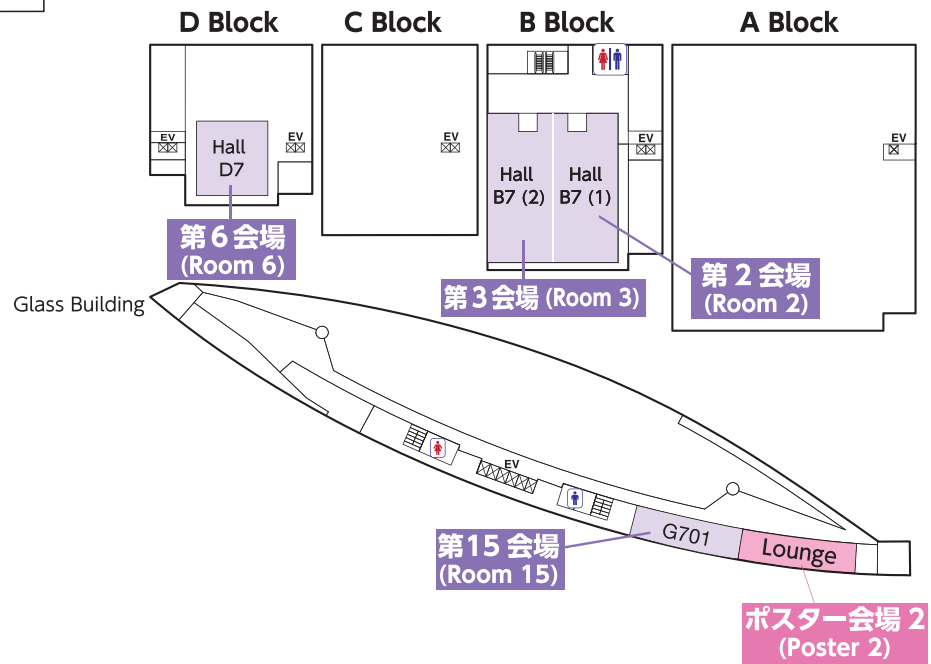 D Block
C Block
B Block
A Block
EV
EV
EV
EV
EV
Hall
D7
Hall
B7 (2)
Hall
B7 (1)
第6会場
(Room 6)
第3会場 (Room 3)
第2会場
(Room 2)
Glass Building
EV
G701
Lounge
第15会場
(Room 15)
ポスター会場 2
(Poster 2)